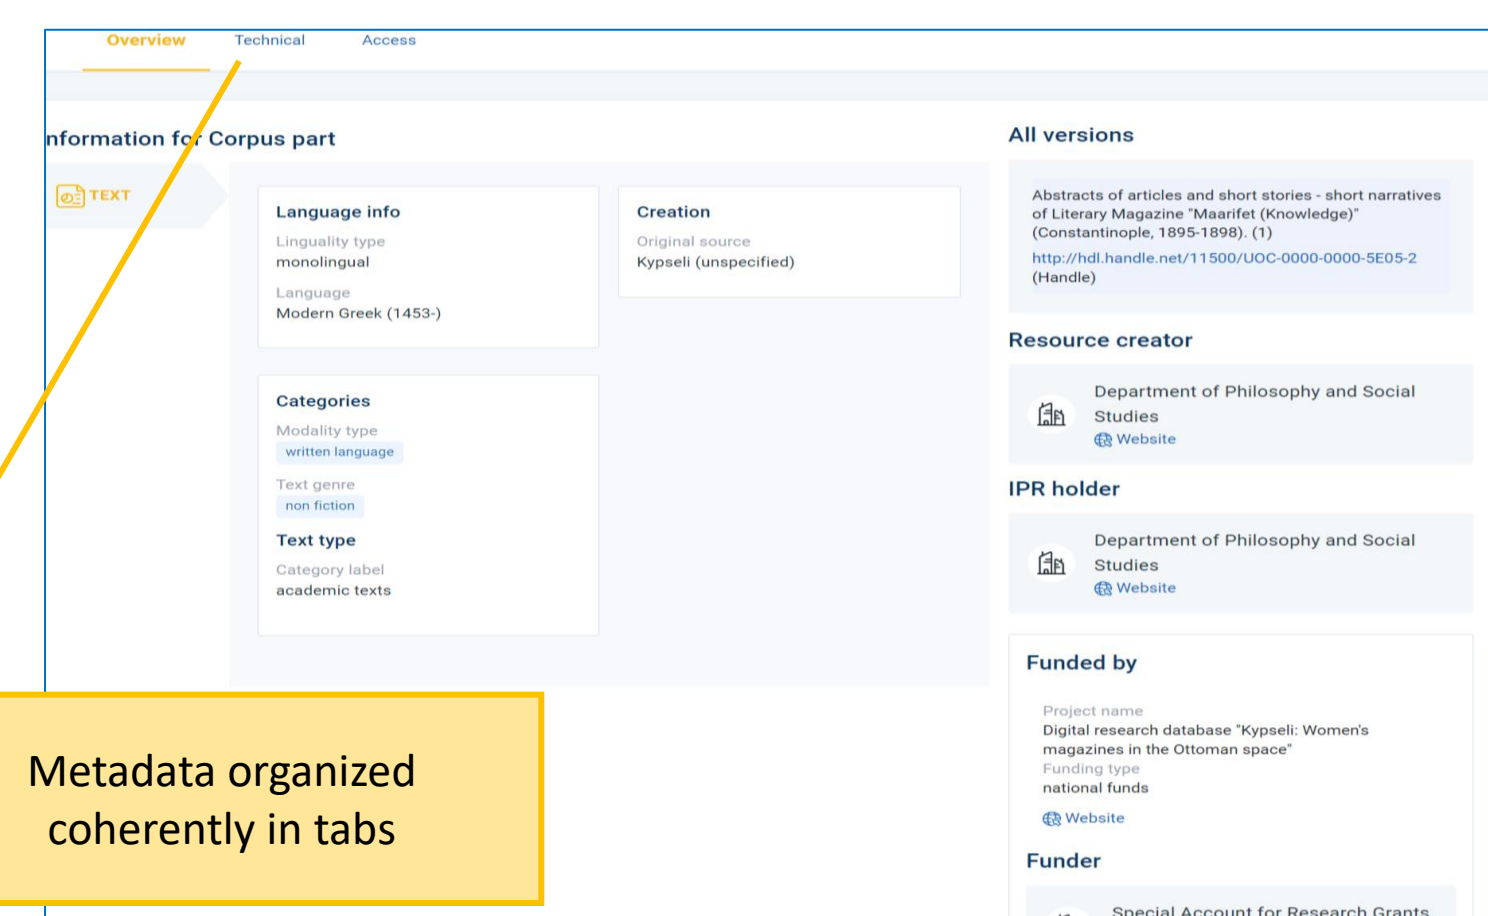 Overview Technical Access
nformation for Corpus part
TEXT
Language info
Linguality type
monolingual
Language
Modern Greek (1453-)
Creation
Original source
Kypseli (unspecified)
Categories
Modality type
written language
Text genre
non fiction
Text type
Category label
academic texts
All versions
Abstracts of articles and short stories - short narratives
of Literary Magazine "Maarifet (Knowledge)"
(Constantinople, 1895-1898). (1)
http://hdl.handle.net/11500/UOC-0000-0000-5E05-2
(Handle)
Resource creator
Department of Philosophy and Social
Studies
Website
IPR holder
Department of Philosophy and Social
Studies
Website
Funded by
Project name
Digital research database "Kypseli: Women's
magazines in the Ottoman space"
Funding type
national funds
Website
Funder
Special Account for Research Grants
Metadata organized
coherently in tabs